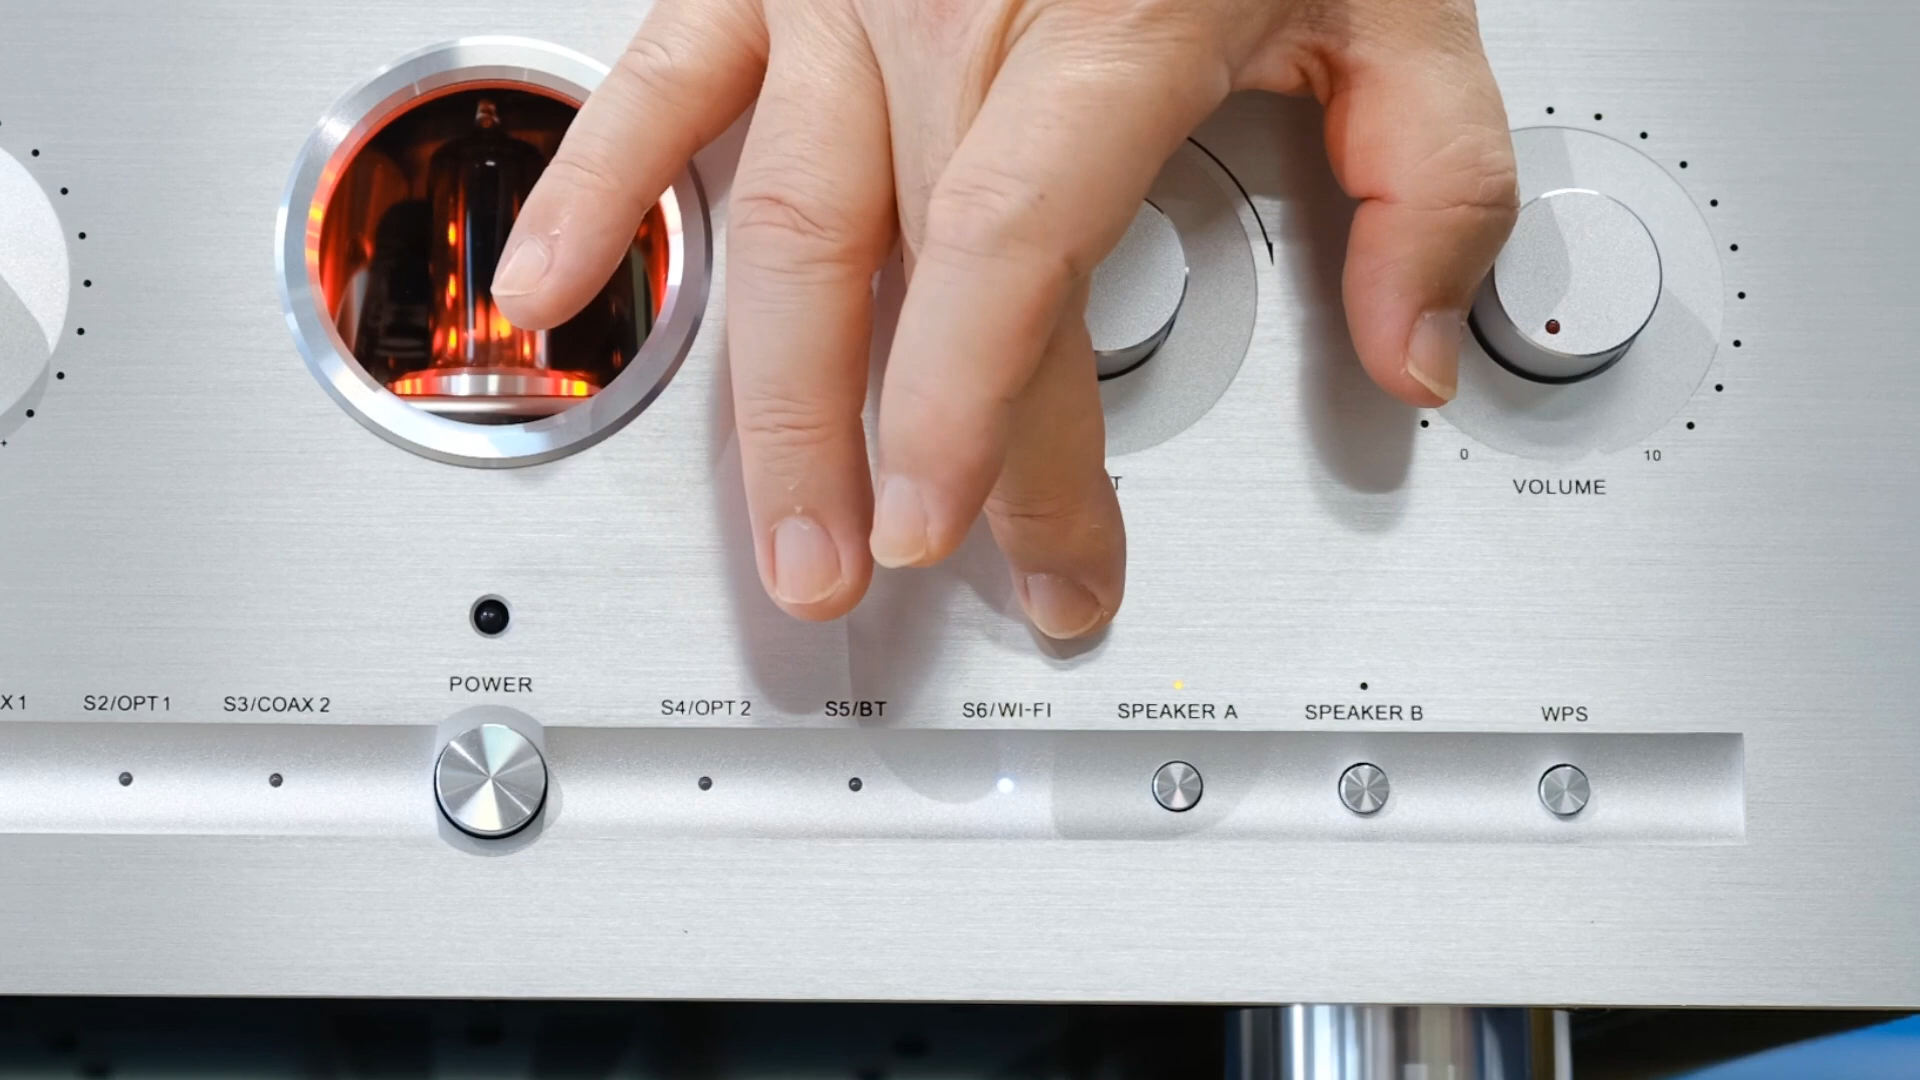 0
10
VOLUME
POWER
S2/OPT 1
S3/COAX 2
S4/OPT 2
S5/BT
S6/WI-FI
SPEAKER A
SPEAKER B
WPS